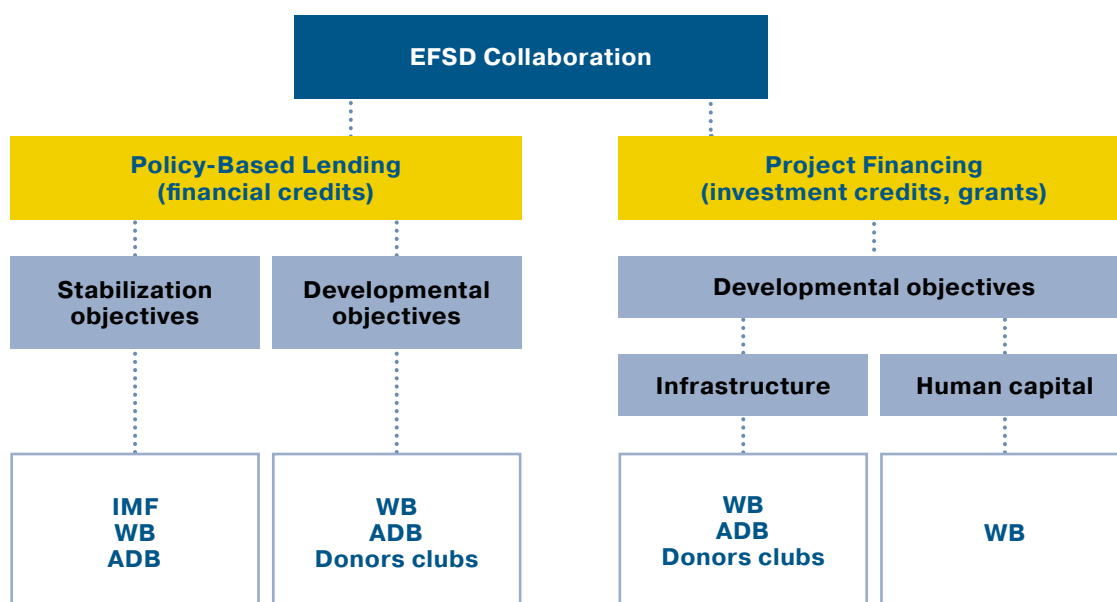 EFSD Collaboration
Policy-Based Lending
(financial credits)
Project Financing
(investment credits, grants)
Stabilization
objectives
Developmental
objectives
Developmental objectives
Infrastructure
Human capital
IMF
WB
ADB
WB
ADB
Donors clubs
WB
ADB
Donors clubs
WB